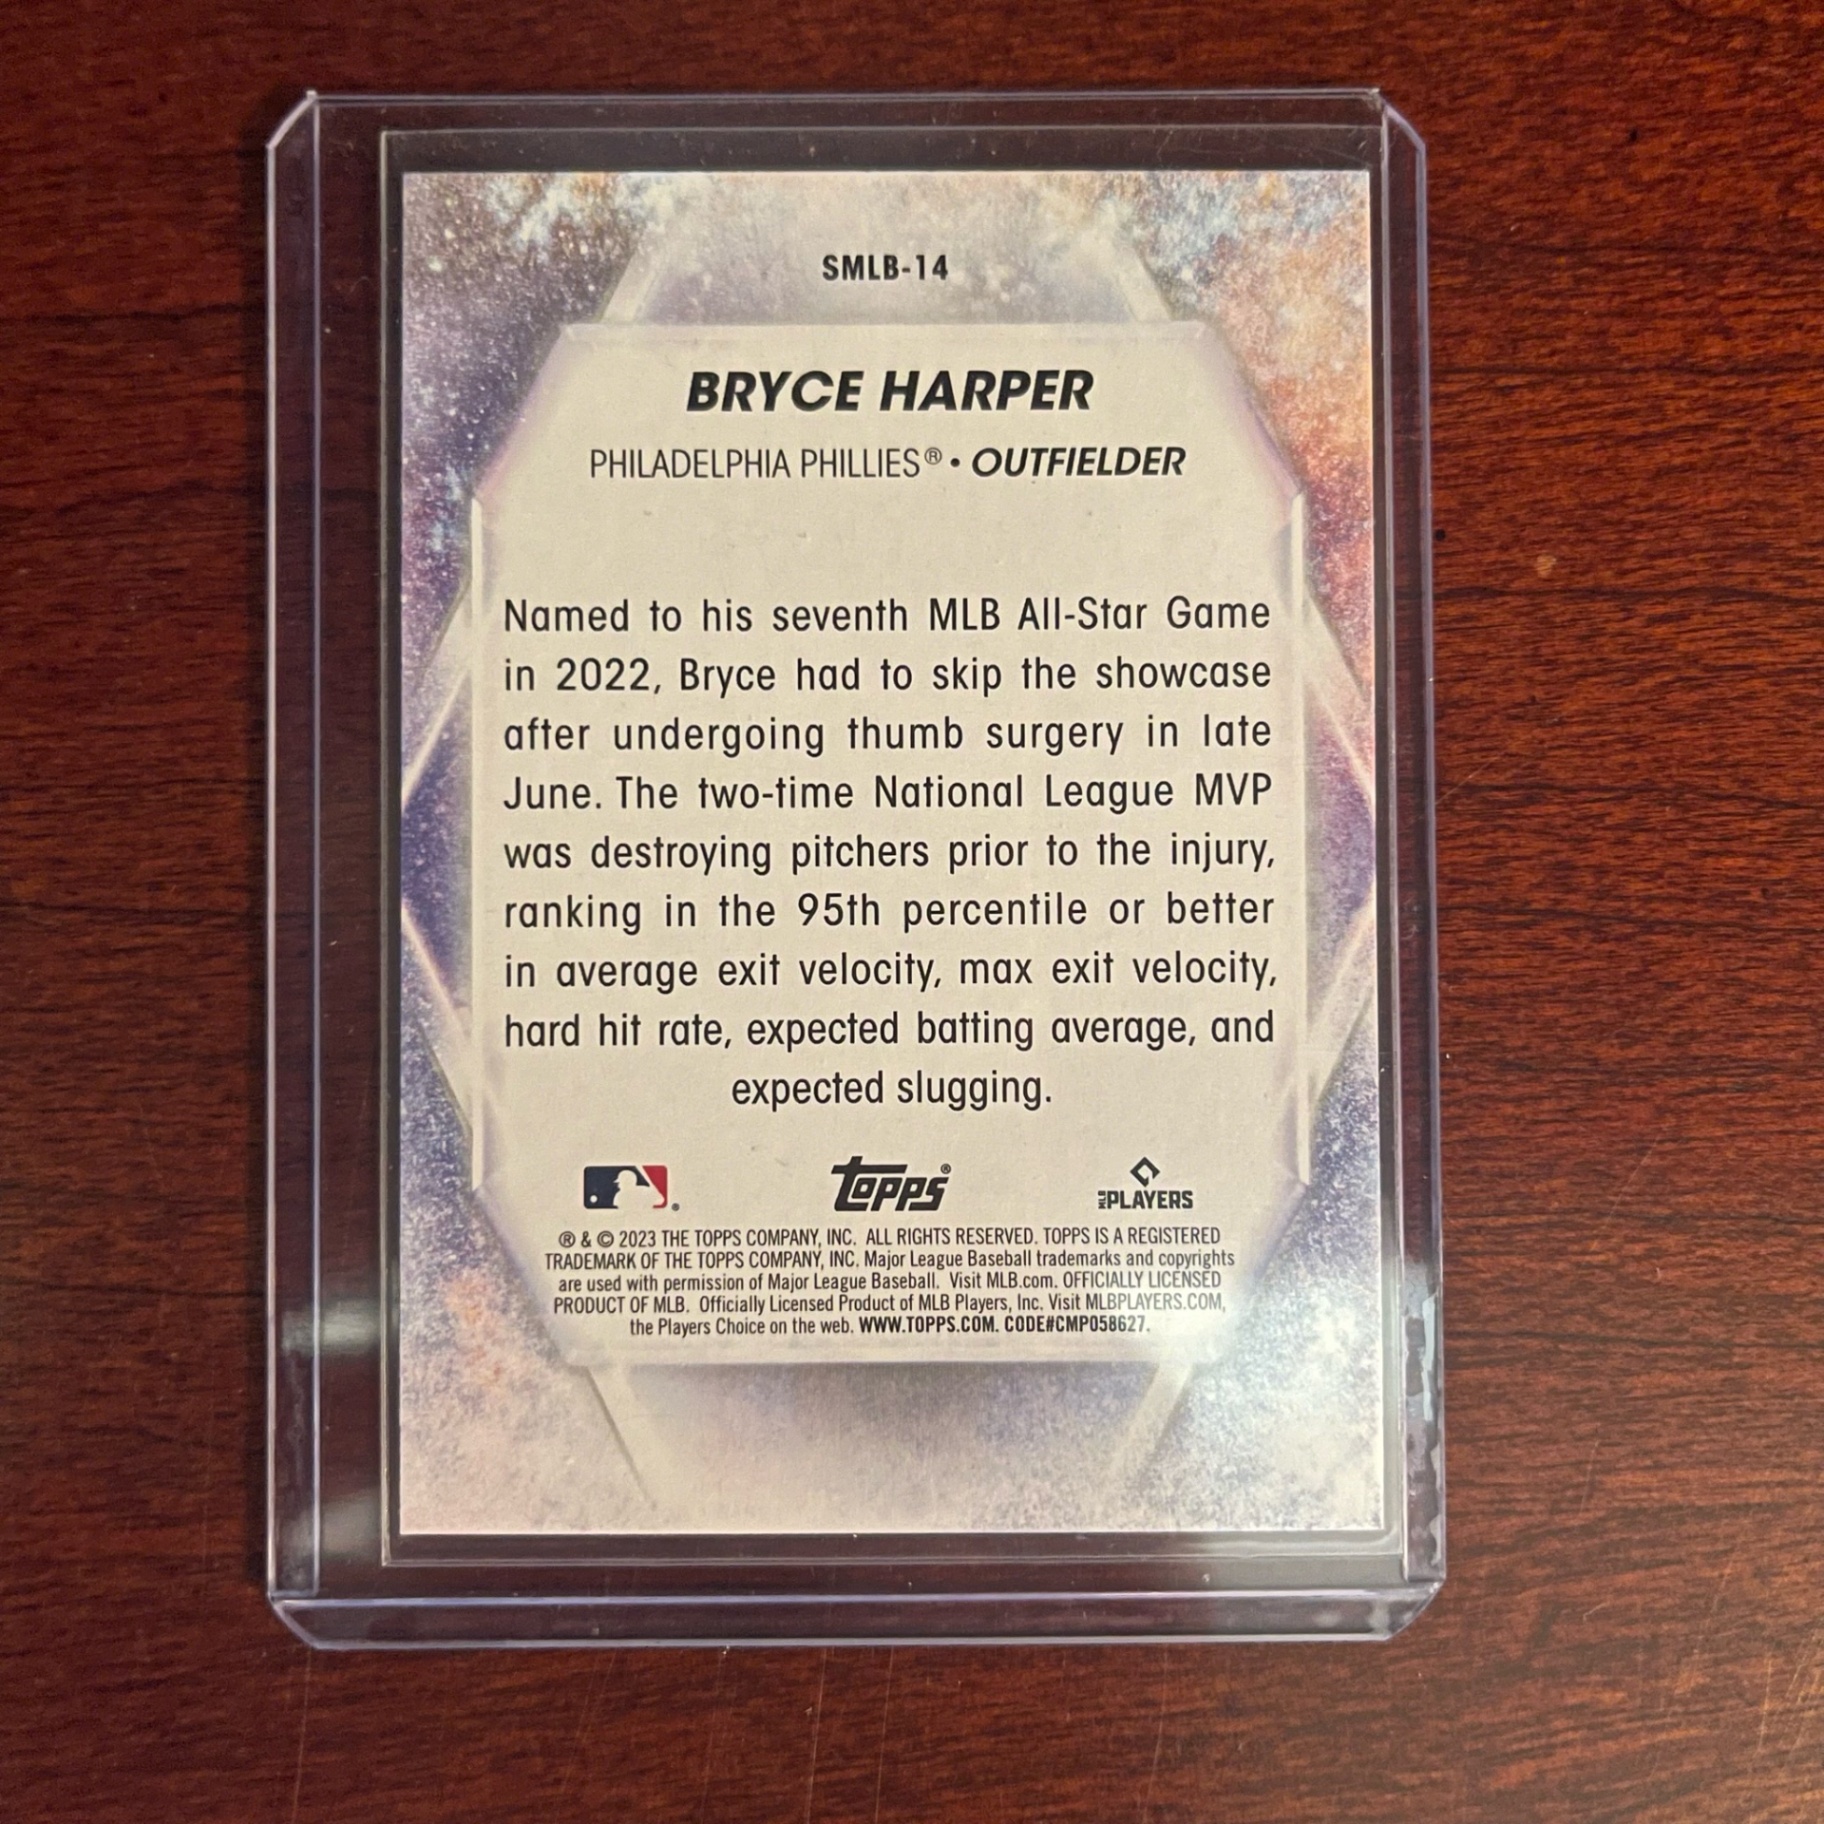 SMLB-14
BRYCE HARPER
PHILADELPHIA PHILLIES® • OUTFIELDER
Named to his seventh MLB All-Star Game
in 2022, Bryce had to skip the showcase
after undergoing thumb surgery in late
June. The two-time National League MVP
was destroying pitchers prior to the injury,
ranking in the 95th percentile or better
in average exit velocity, max exit velocity,
hard hit rate, expected batting average, and
expected slugging.
topps® MLB PLAYERS
® & © 2023 THE TOPPS COMPANY, INC. ALL RIGHTS RESERVED. TOPPS IS A REGISTERED
TRADEMARK OF THE TOPPS COMPANY, INC. Major League Baseball trademarks and copyrights
are used with permission of Major League Baseball. Visit MLB.com. OFFICIALLY LICENSED
PRODUCT OF MLB. Officially Licensed Product of MLB Players, Inc. Visit MLBPLAYERS.COM,
the Players Choice on the web. WWW.TOPPS.COM. CODE#CMP058627.